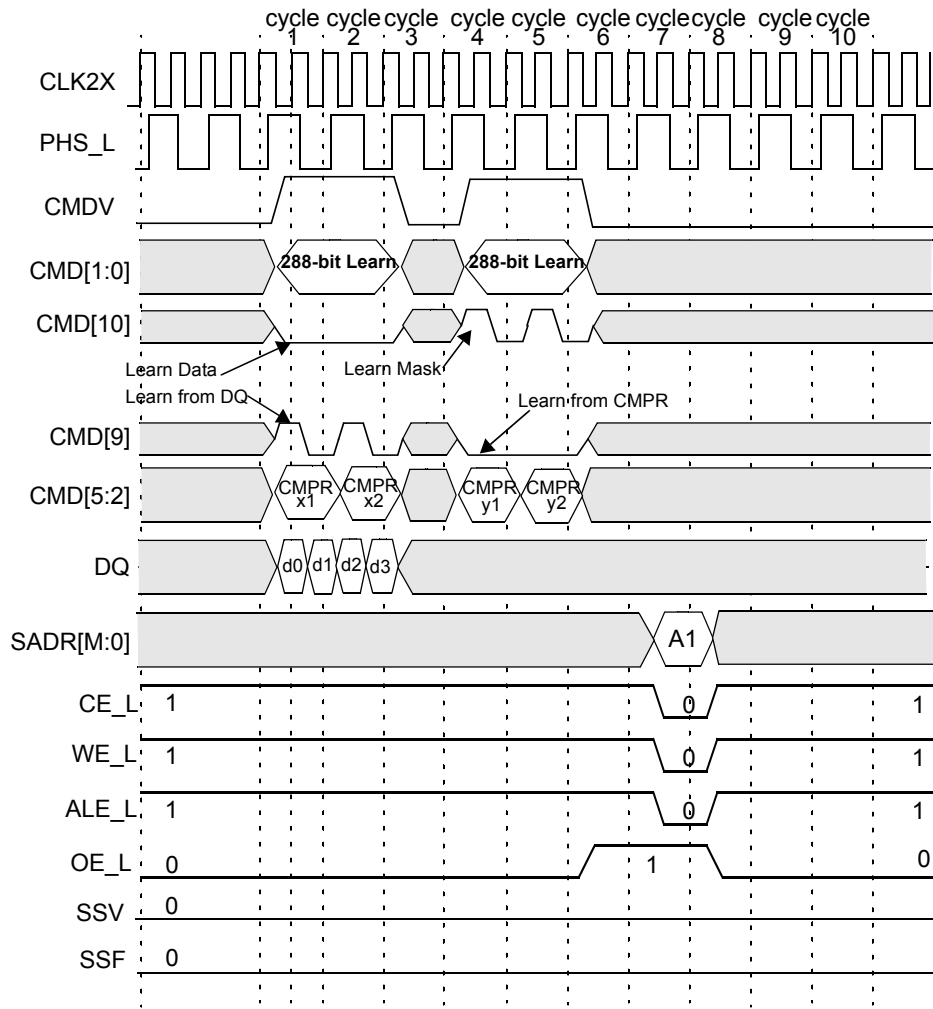 cycle cycle cycle cycle cycle cycle cycle cycle cycle cycle
1 2 3 4 5 6 7 8 9 10
CLK2X
PHS_L
CMDV
CMD[1:0] 288-bit Learn 288-bit Learn
CMD[10]
Learn Data Learn Mask
Learn from DQ Learn from CMPR
CMD[9]
CMD[5:2] CMPR x1 CMPR x2 CMPR y1 CMPR y2
DQ d0 d1 d2 d3
SADR[M:0] A1
CE_L 1 0 1
WE_L 1 0 1
ALE_L 1 0 1
OE_L 0 1 0
SSV 0
SSF 0